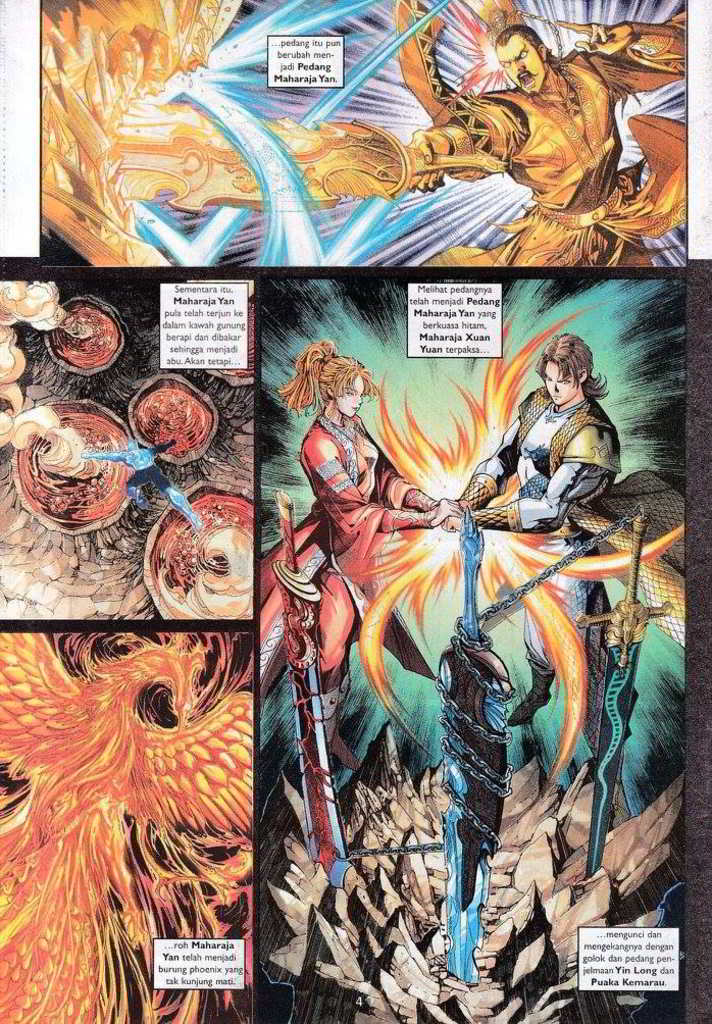 ...pedang itu pun
berubah men-
jadi Pedang
Maharaja Yan.
Sementara itu,
Maharaja Yan
pula telah terjun ke
dalam kawah gunung
berapi dan dibakar
sehingga menjadi
abu. Akan tetapi...
...roh Maharaja
Yan telah menjadi
burung phoenix yang
tak kunjung mati.
Melihat pedangnya
telah menjadi Pedang
Maharaja Yan yang
berkuasa hitam,
Maharaja Xuan
Yuan terpaksa...
...mengunci dan
mengekangnya dengan
golok dan pedang pen-
jelmaan Yin Long dan
Puaka Kemarau.
4